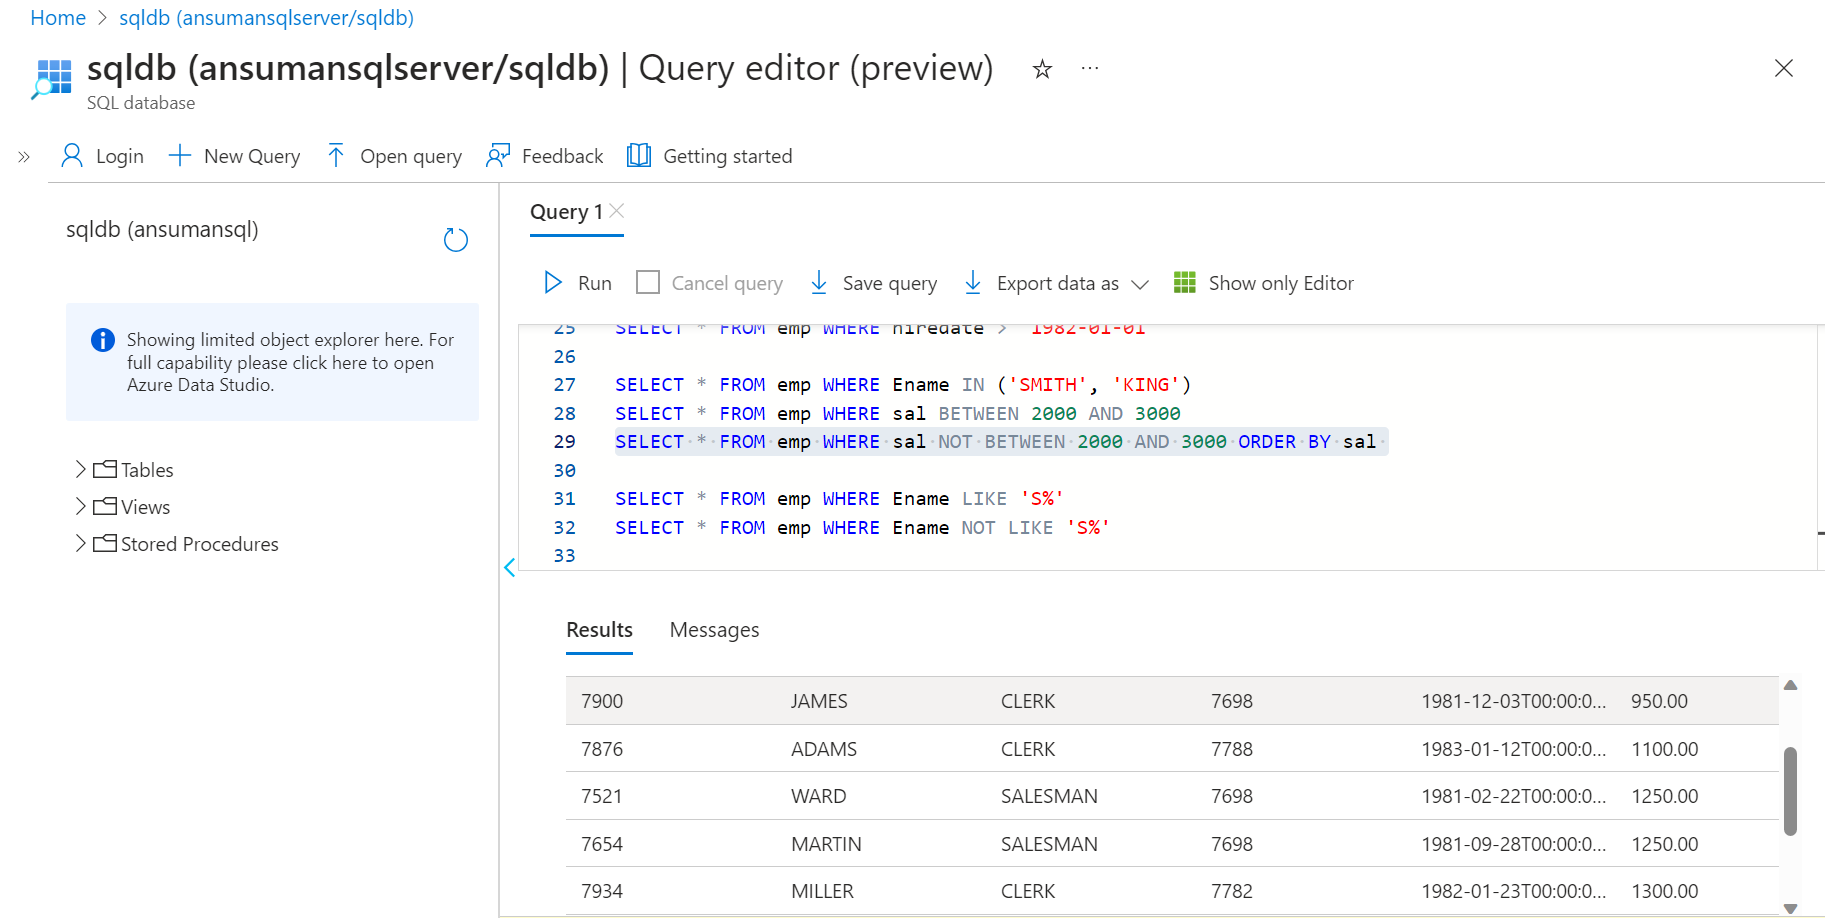 Home > sqldb (ansumansqlserver/sqldb)
sqldb (ansumansqlserver/sqldb) | Query editor (preview) ...
SQL database
Login
New Query
Open query
Feedback
Getting started
sqldb (ansumansql)
Showing limited object explorer here. For
full capability please click here to open
Azure Data Studio.
Tables
Views
Stored Procedures
Query 1
Run
Cancel query
Save query
Export data as
Show only Editor
25 SELECT * FROM emp WHERE hiredate > '1982-01-01'
26
27 SELECT * FROM emp WHERE Ename IN ('SMITH', 'KING')
28 SELECT * FROM emp WHERE sal BETWEEN 2000 AND 3000
29 SELECT * FROM emp WHERE sal NOT BETWEEN 2000 AND 3000 ORDER BY sal
30
31 SELECT * FROM emp WHERE Ename LIKE 'S%'
32 SELECT * FROM emp WHERE Ename NOT LIKE 'S%'
33
Results Messages
7900 JAMES CLERK 7698 1981-12-03T00:00:0... 950.00
7876 ADAMS CLERK 7788 1983-01-12T00:00:0... 1100.00
7521 WARD SALESMAN 7698 1981-02-22T00:00:0... 1250.00
7654 MARTIN SALESMAN 7698 1981-09-28T00:00:0... 1250.00
7934 MILLER CLERK 7782 1982-01-23T00:00:0... 1300.00